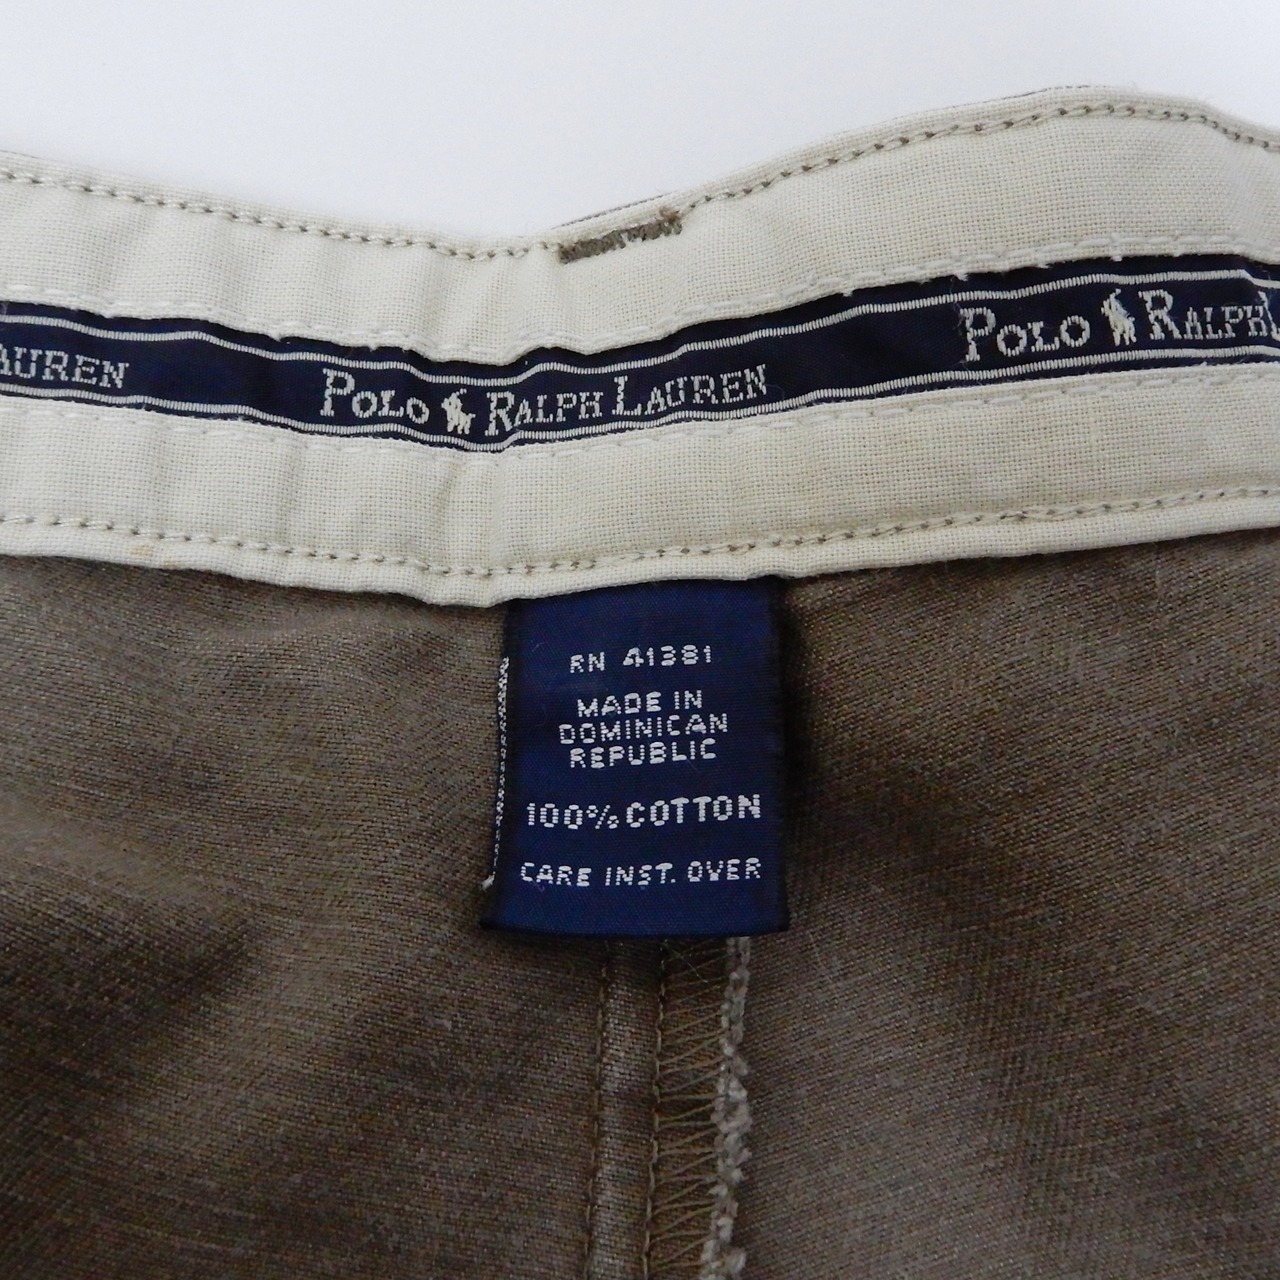 LAUREN POLO RALPH LAUREN POLO RALPH
RN 41381
MADE IN
DOMINICAN
REPUBLIC
100% COTTON
CARE INST. OVER